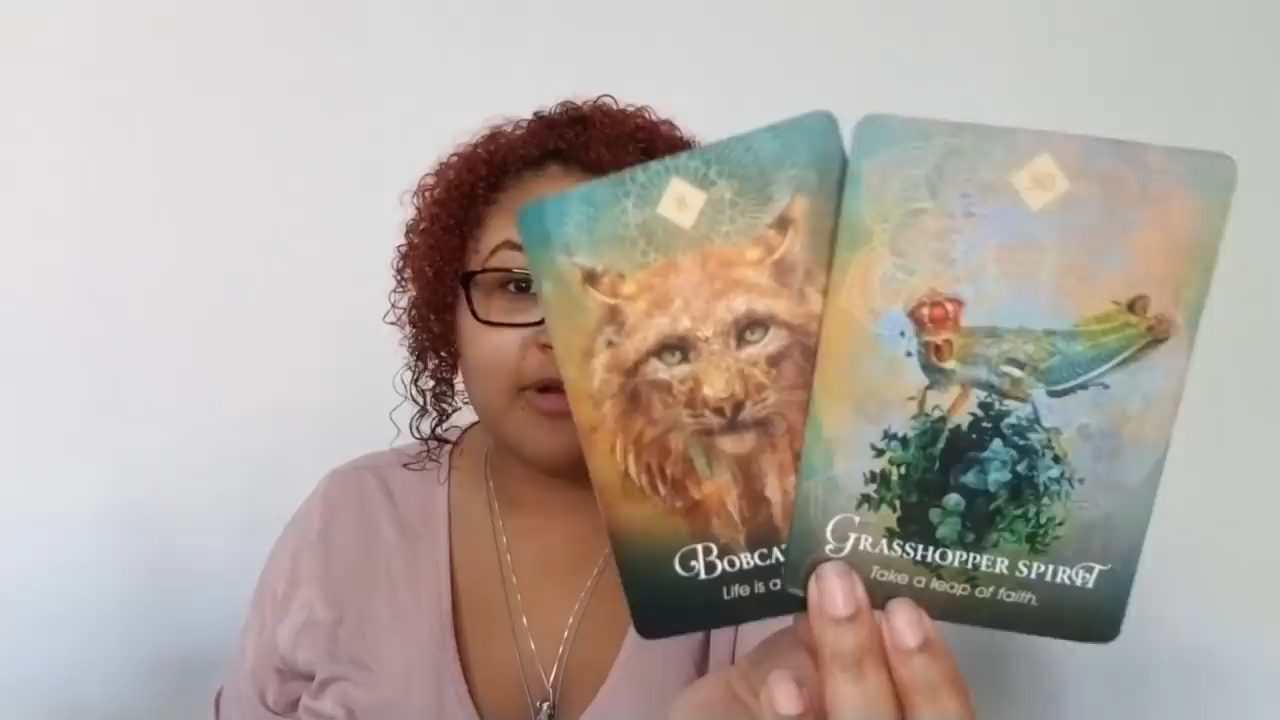 BOBCA
Life is a
GRASSHOPPER SPIRIT
Take a leap of faith.